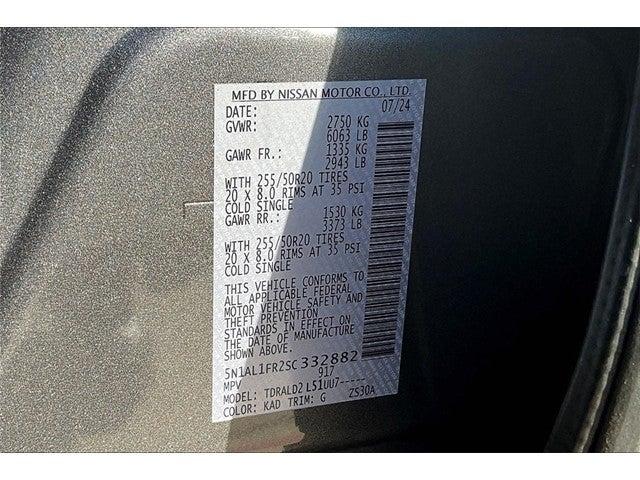 MFD BY NISSAN MOTOR CO., LTD.
DATE: 07/24
GVWR: 2750 KG
6063 LB
GAWR FR.: 1335 KG
2943 LB
WITH 255/50R20 TIRES
20 X 8.0 RIMS AT 35 PSI
COLD SINGLE
GAWR RR.: 1530 KG
3373 LB
WITH 255/50R20 TIRES
20 X 8.0 RIMS AT 35 PSI
COLD SINGLE
THIS VEHICLE CONFORMS TO
ALL APPLICABLE FEDERAL
MOTOR VEHICLE SAFETY AND
THEFT PREVENTION
STANDARDS IN EFFECT ON
THE DATE OF MANUFACTURE
SHOWN ABOVE.
5N1AL1FR2SC332882
MPV 917
MODEL: TDRALD2 L51UU7-----
COLOR: KAD TRIM: G ZS30A